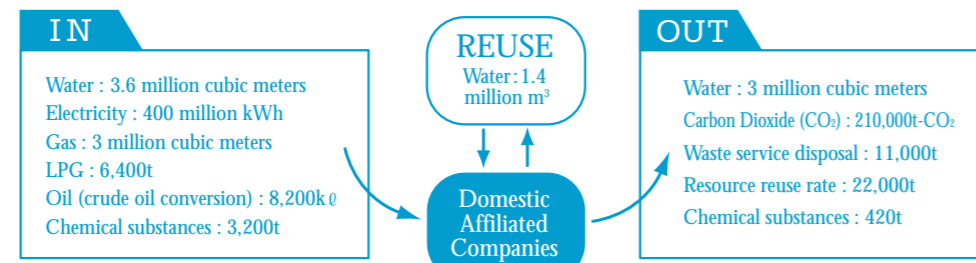 IN
Water : 3.6 million cubic meters
Electricity : 400 million kWh
Gas : 3 million cubic meters
LPG : 6,400t
Oil (crude oil conversion) : 8,200kℓ
Chemical substances : 3,200t
REUSE
Water : 1.4
million m³
Domestic
Affiliated
Companies
OUT
Water : 3 million cubic meters
Carbon Dioxide (CO₂) : 210,000t-CO₂
Waste service disposal : 11,000t
Resource reuse rate : 22,000t
Chemical substances : 420t